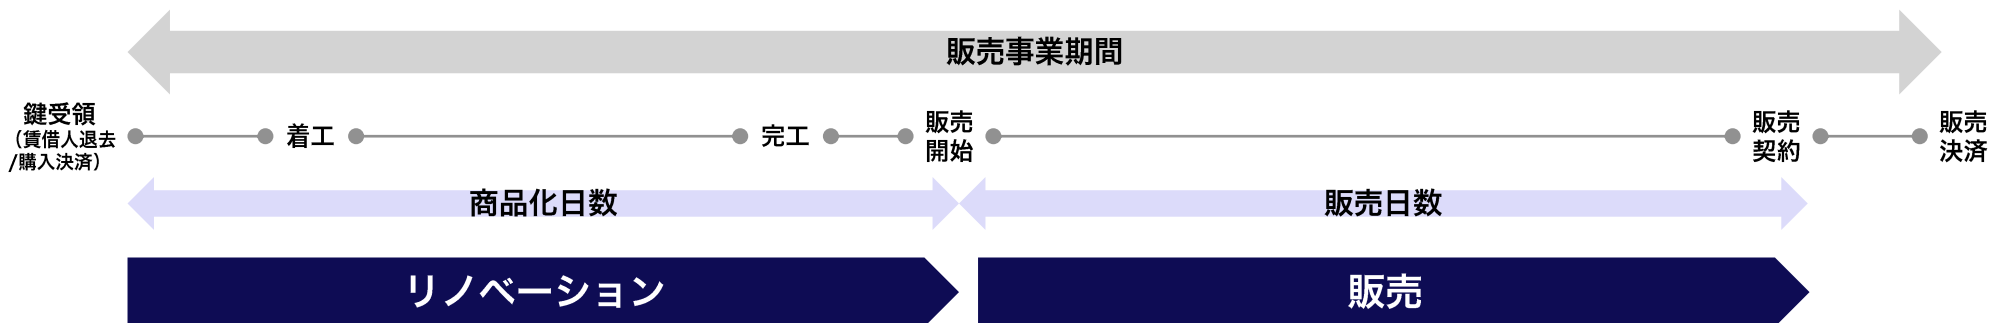 販売事業期間
鍵受領
（賃借人退去
/購入決済）
着工
完工
販売
開始
販売
契約
販売
決済
商品化日数
販売日数
リノベーション
販売